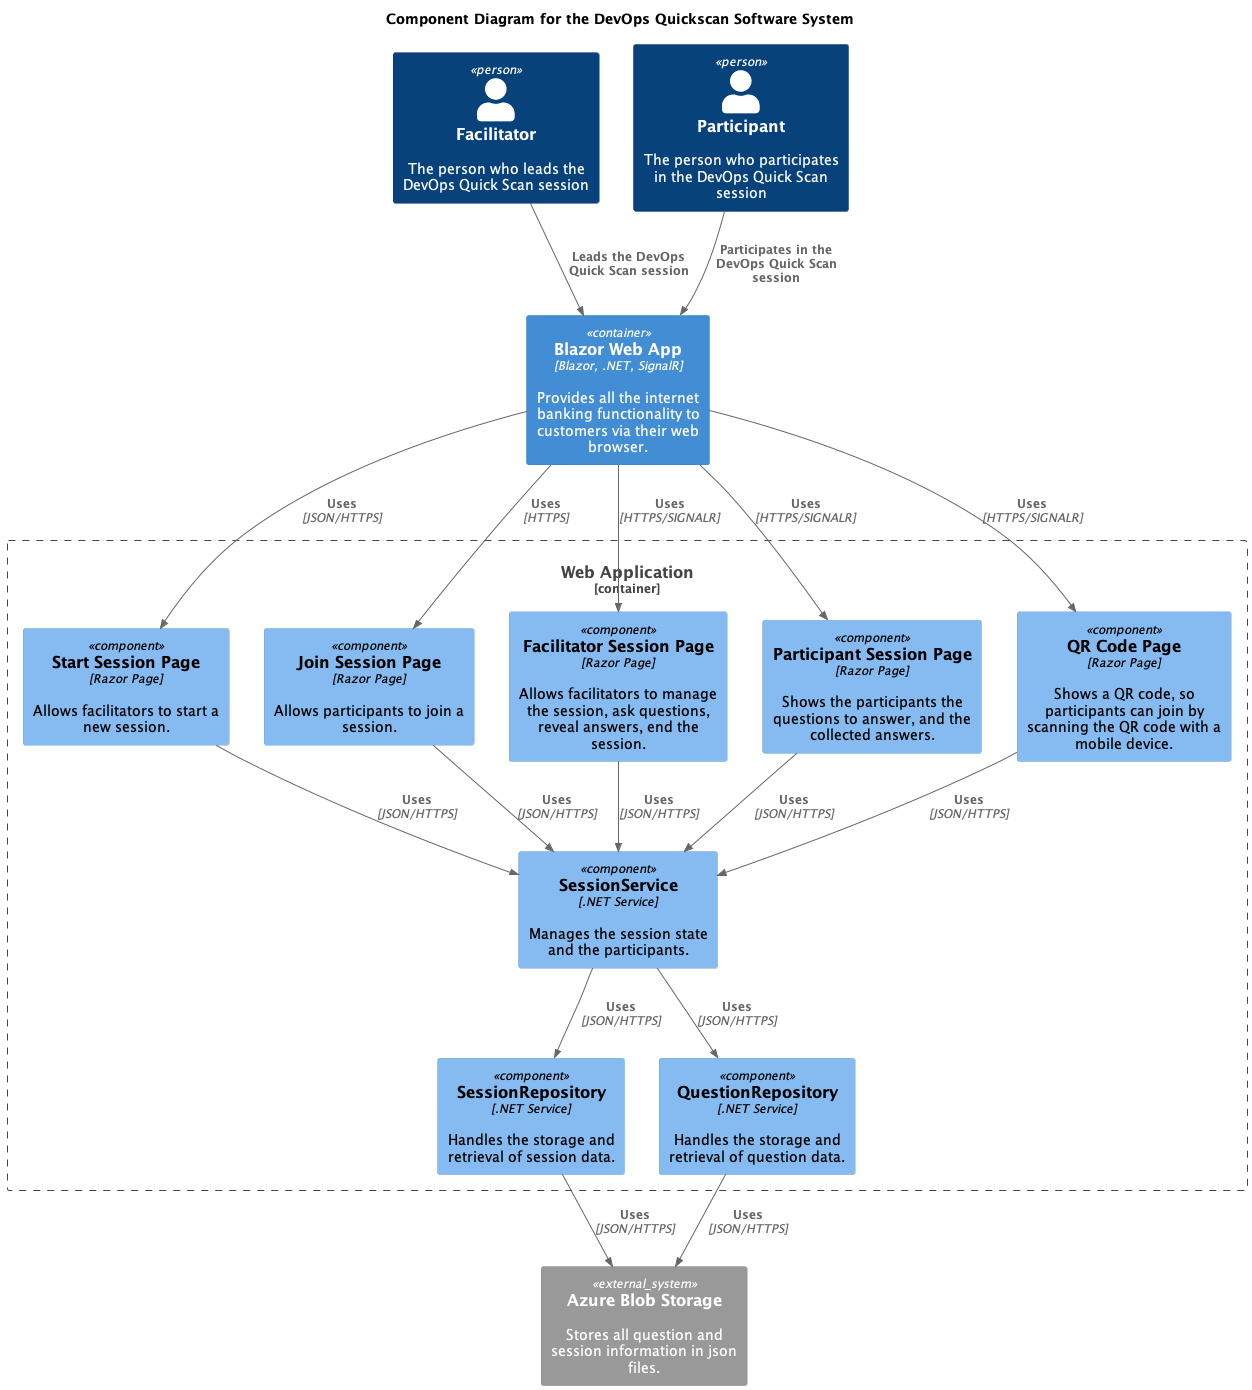 Component Diagram for the DevOps Quickscan Software System
«person»
Facilitator
The person who leads the
DevOps Quick Scan session
«person»
Participant
The person who participates
in the DevOps Quick Scan
session
Leads the DevOps
Quick Scan session
Participates in the
DevOps Quick Scan
session
«container»
Blazor Web App
[Blazor, .NET, SignalR]
Provides all the internet
banking functionality to
customers via their web
browser.
Uses
[JSON/HTTPS]
Uses
[HTTPS]
Uses
[HTTPS/SIGNALR]
Uses
[HTTPS/SIGNALR]
Uses
[HTTPS/SIGNALR]
Web Application
[container]
«component»
Start Session Page
[Razor Page]
Allows facilitators to start a
new session.
«component»
Join Session Page
[Razor Page]
Allows participants to join a
session.
«component»
Facilitator Session Page
[Razor Page]
Allows facilitators to manage
the session, ask questions,
reveal answers, end the
session.
«component»
Participant Session Page
[Razor Page]
Shows the participants the
questions to answer, and the
collected answers.
«component»
QR Code Page
[Razor Page]
Shows a QR code, so
participants can join by
scanning the QR code with a
mobile device.
Uses
[JSON/HTTPS]
Uses
[JSON/HTTPS]
Uses
[JSON/HTTPS]
Uses
[JSON/HTTPS]
Uses
[JSON/HTTPS]
«component»
SessionService
[.NET Service]
Manages the session state
and the participants.
Uses
[JSON/HTTPS]
Uses
[JSON/HTTPS]
«component»
SessionRepository
[.NET Service]
Handles the storage and
retrieval of session data.
«component»
QuestionRepository
[.NET Service]
Handles the storage and
retrieval of question data.
Uses
[JSON/HTTPS]
Uses
[JSON/HTTPS]
«external_system»
Azure Blob Storage
Stores all question and
session information in json
files.